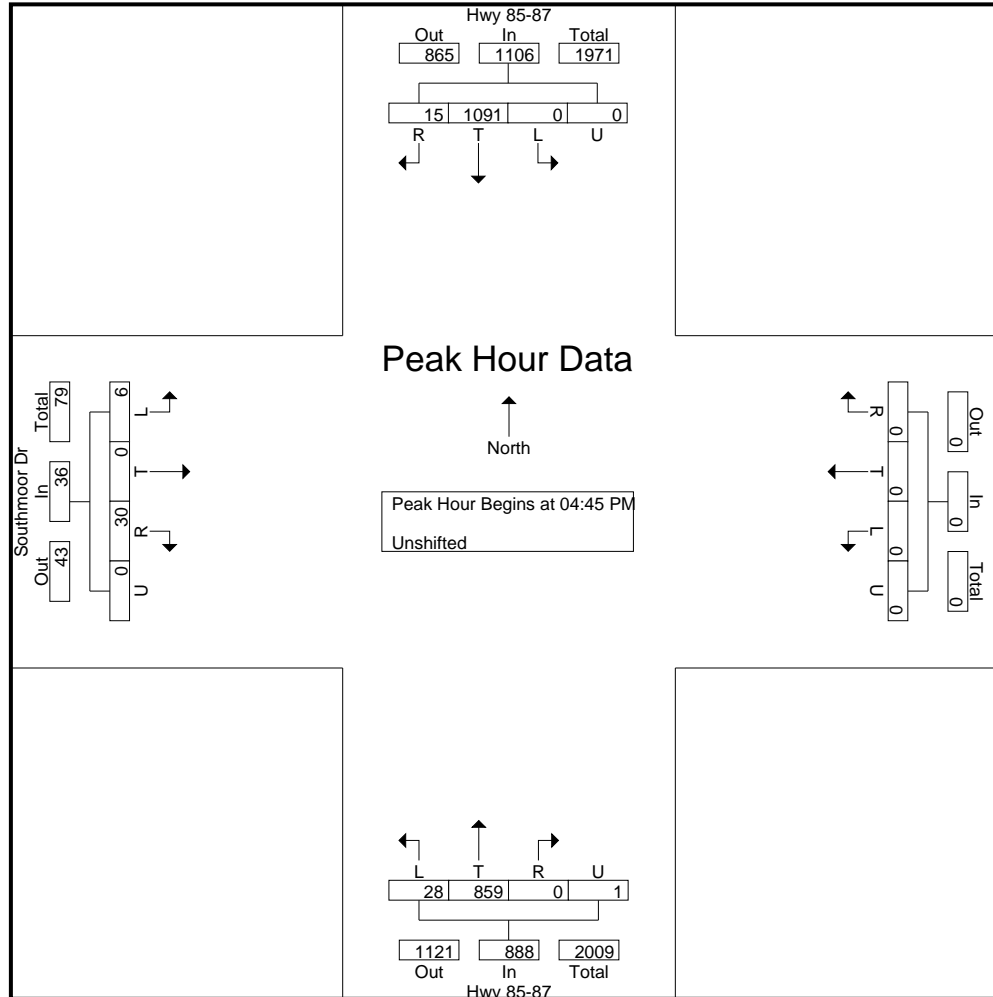 Hwy 85-87
Out In Total
865 1106 1971
15 1091 0 0
R T L U
Peak Hour Data
North
Peak Hour Begins at 04:45 PM
Unshifted
Southmoor Dr
Total In Out
79 36 43
6 0 30 0
L T R U
R T L U
0 0 0 0
Out In Total
0 0 0
L T R U
28 859 0 1
1121 888 2009
Out In Total
Hwy 85-87